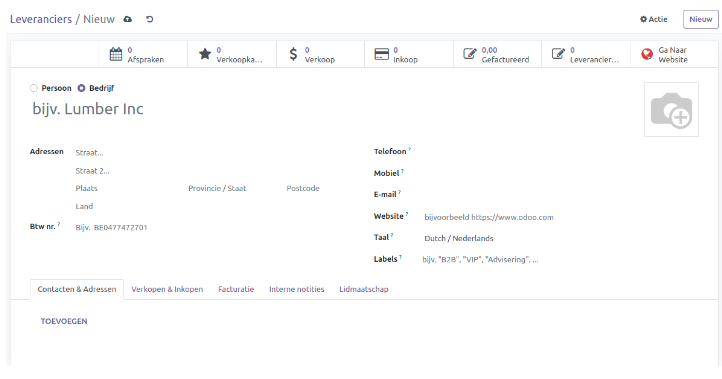 Leveranciers / Nieuw
Actie
Nieuw
0 Afspraken
0 Verkoopka...
$ 0 Verkoop
0 Inkoop
0,00 Gefactureerd
0 Leverancier...
Ga Naar Website
Persoon Bedrijf
bijv. Lumber Inc
Adressen Straat...
Straat 2...
Plaats Provincie / Staat Postcode
Land
Btw nr. ? Bijv. BE0477472701
Telefoon ?
Mobiel ?
E-mail ?
Website ? bijvoorbeeld https://www.odoo.com
Taal ? Dutch / Nederlands
Labels ? bijv. "B2B", "VIP", "Advisering", ...
Contacten & Adressen Verkopen & Inkopen Facturatie Interne notities Lidmaatschap
TOEVOEGEN